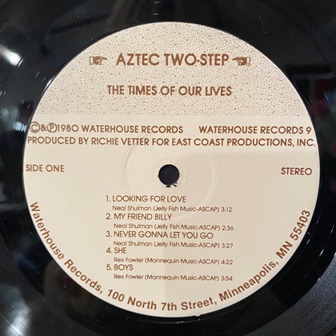 AZTEC TWO-STEP
THE TIMES OF OUR LIVES
©&Ⓟ1980 WATERHOUSE RECORDS WATERHOUSE RECORDS 9
PRODUCED BY RICHIE VETTER FOR EAST COAST PRODUCTIONS, INC.
SIDE ONE STEREO
1. LOOKING FOR LOVE
Neal Shulman (Jelly Fish Music-ASCAP) 3:12
2. MY FRIEND BILLY
Neal Shulman (Jelly Fish Music-ASCAP) 2:36
3. NEVER GONNA LET YOU GO
Neal Shulman (Jelly Fish Music-ASCAP) 3:27
4. SHE
Rex Fowler (Mannequin Music-ASCAP) 4:22
5. BOYS
Rex Fowler (Mannequin Music-ASCAP) 3:54
Waterhouse Records, 100 North 7th Street, Minneapolis, MN 55403